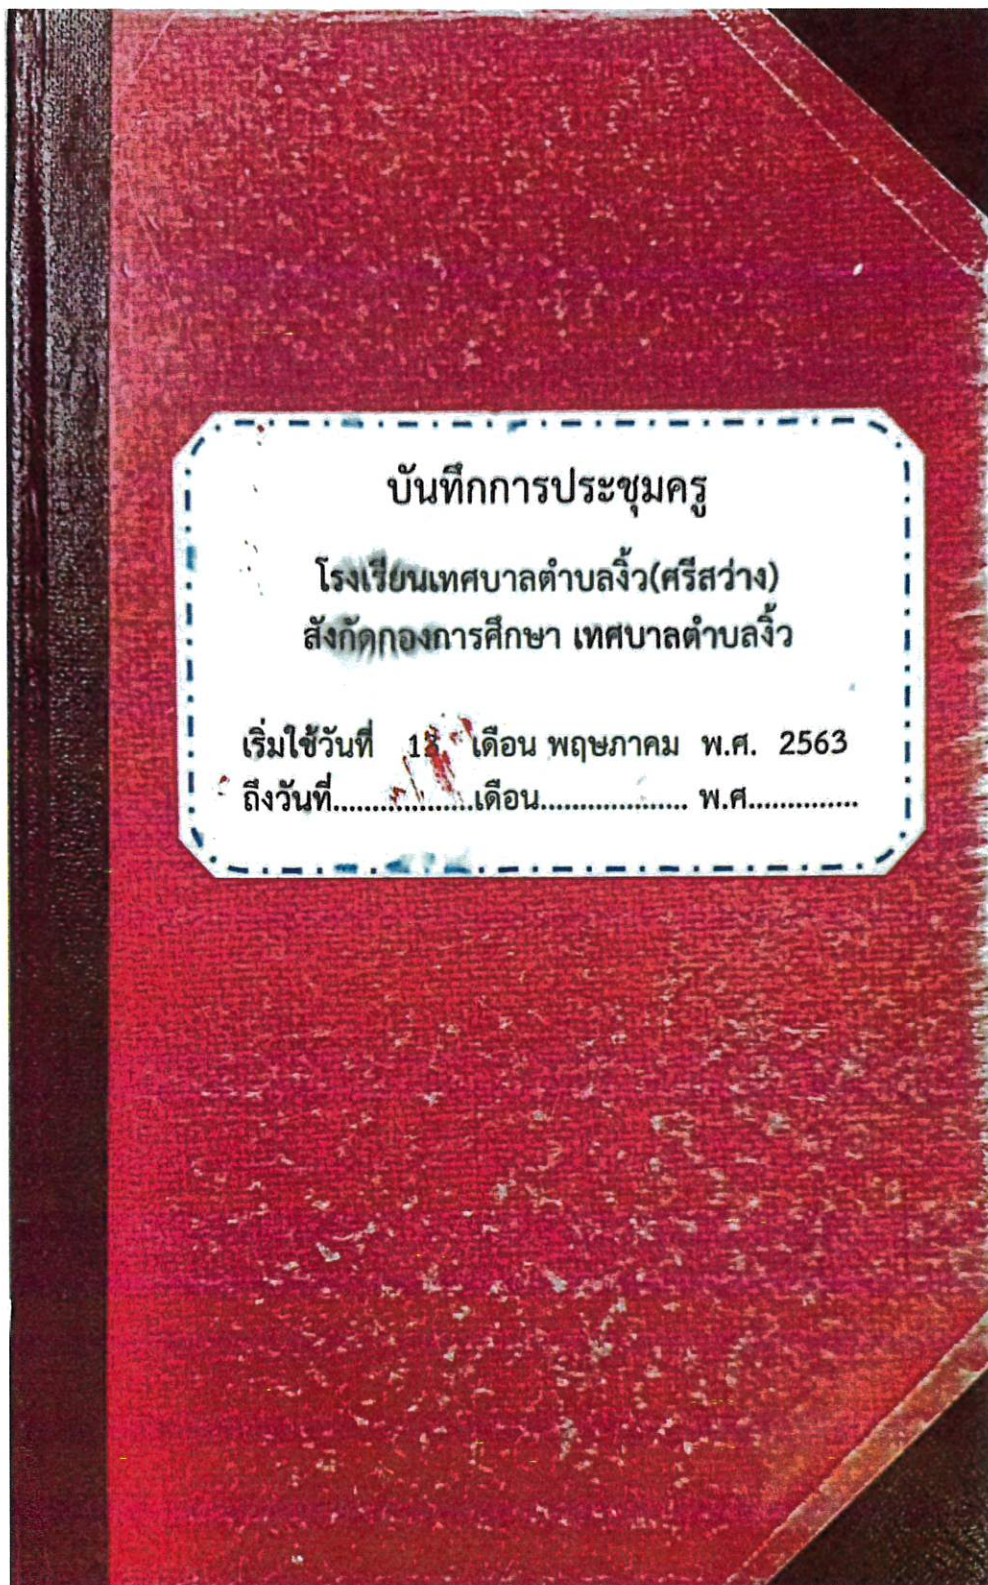 บันทึกการประชุมครู
โรงเรียนเทศบาลตำบลงิ้ว(ศรีสว่าง)
สังกัดกองการศึกษา เทศบาลตำบลงิ้ว
เริ่มใช้วันที่ เดือน พฤษภาคม พ.ศ. 2563
ถึงวันที่..................เดือน................... พ.ศ..............